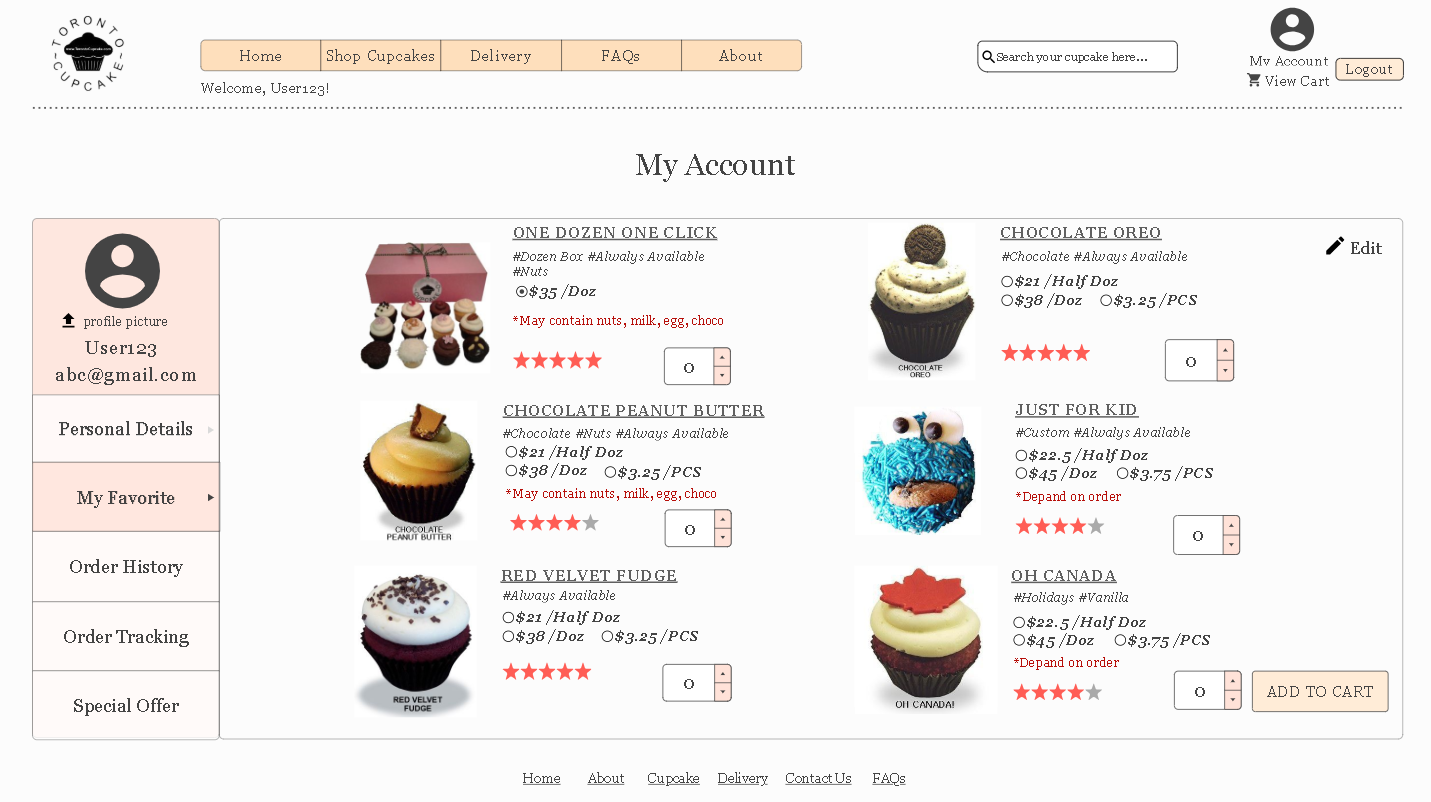 TORONTO
www.TorontoCupcake.com
CUPCAKE
Home
Shop Cupcakes
Delivery
FAQs
About
Search your cupcake here...
My Account
View Cart
Logout
Welcome, User123!
My Account
profile picture
User123
abc@gmail.com
Personal Details
My Favorite
Order History
Order Tracking
Special Offer
Edit
ONE DOZEN ONE CLICK
#Dozen Box #Alwalys Available
#Nuts
$35 /Doz
*May contain nuts, milk, egg, choco
0
CHOCOLATE OREO
#Chocolate #Always Available
$21 /Half Doz
$38 /Doz $3.25 /PCS
CHOCOLATE
OREO
0
CHOCOLATE PEANUT BUTTER
#Chocolate #Nuts #Always Available
$21 /Half Doz
$38 /Doz $3.25 /PCS
*May contain nuts, milk, egg, choco
CHOCOLATE
PEANUT BUTTER
0
JUST FOR KID
#Custom #Alwalys Available
$22.5 /Half Doz
$45 /Doz $3.75 /PCS
*Depand on order
0
RED VELVET FUDGE
#Always Available
$21 /Half Doz
$38 /Doz $3.25 /PCS
RED VELVET
FUDGE
0
OH CANADA
#Holidays #Vanilla
$22.5 /Half Doz
$45 /Doz $3.75 /PCS
*Depand on order
OH CANADA!
0
ADD TO CART
Home About Cupcake Delivery Contact Us FAQs